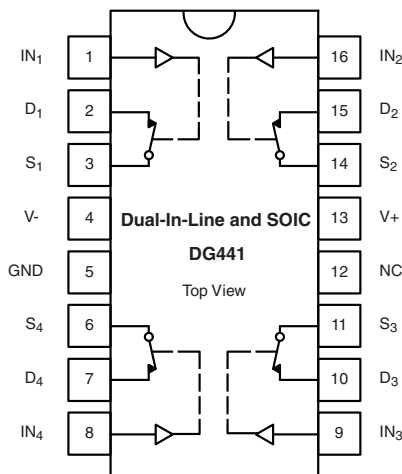 IN1 1 16 IN2
D1 2 15 D2
S1 3 14 S2
V- 4 Dual-In-Line and SOIC 13 V+
DG441
GND 5 12 NC
Top View
S4 6 11 S3
D4 7 10 D3
IN4 8 9 IN3